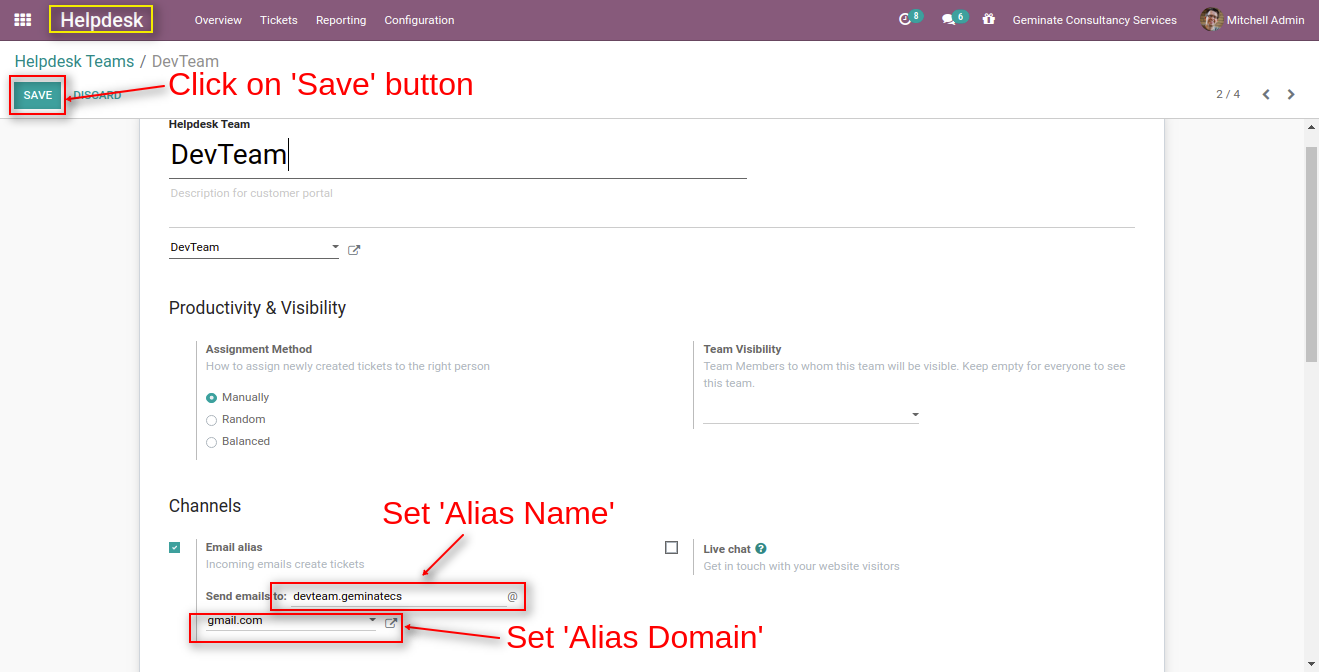 Helpdesk Overview Tickets Reporting Configuration 8 6 Geminate Consultancy Services Mitchell Admin
Helpdesk Teams / DevTeam
SAVE DISCARD Click on 'Save' button 2 / 4
Helpdesk Team
DevTeam
Description for customer portal
DevTeam
Productivity & Visibility
Assignment Method
How to assign newly created tickets to the right person
Manually
Random
Balanced
Team Visibility
Team Members to whom this team will be visible. Keep empty for everyone to see
this team.
Channels
Set 'Alias Name'
Email alias
Incoming emails create tickets
Send emails to: devteam.geminatecs @
gmail.com
Set 'Alias Domain'
Live chat ?
Get in touch with your website visitors